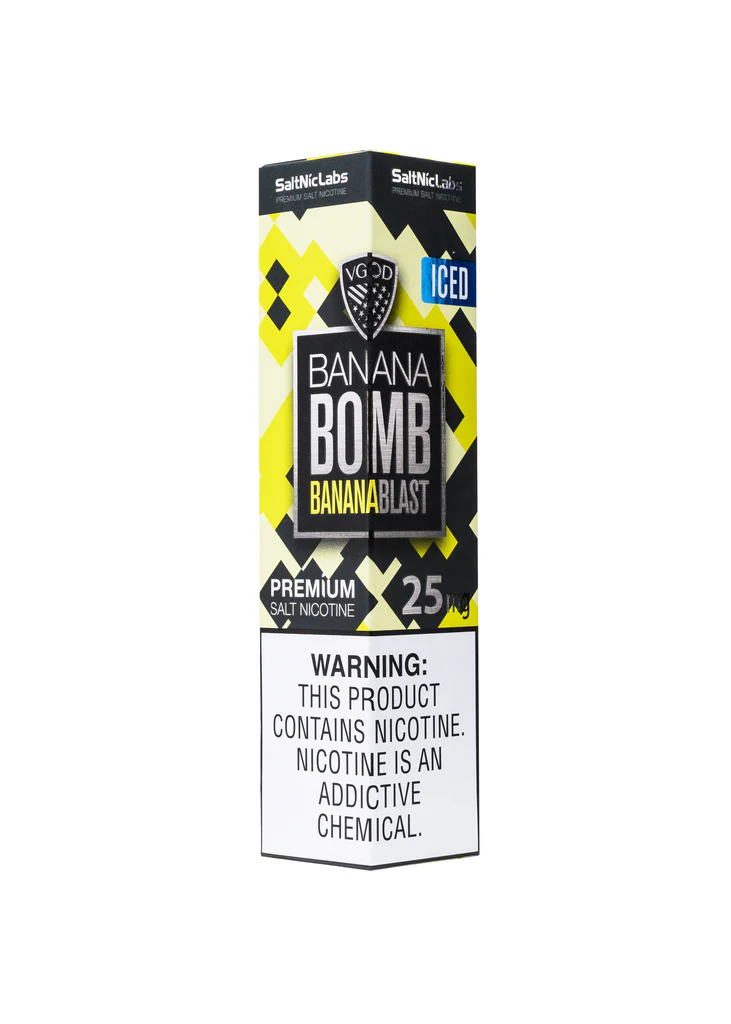 SaltNicLabs
PREMIUM SALT NICOTINE
SaltNicLabs
PREMIUM SALT NICOTINE
VGOD
ICED
BANANA
BOMB
BANANABLAST
PREMIUM
SALT NICOTINE
25mg
WARNING:
THIS PRODUCT
CONTAINS NICOTINE.
NICOTINE IS AN
ADDICTIVE
CHEMICAL.